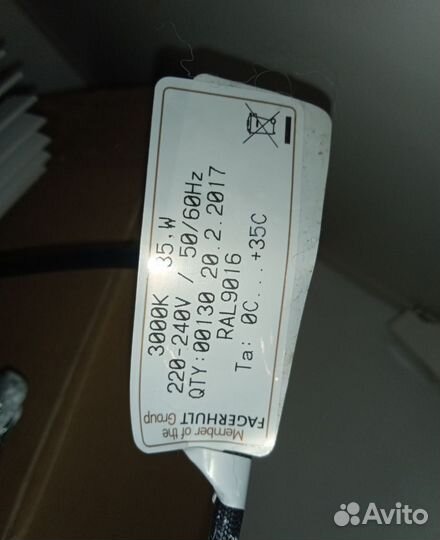 3000K 35,W
220-240V / 50/60Hz
QTY:00130 20.2.2017
RAL9016
Ta: 0C...+35C
Member of the
FAGERHULT Group
Avito